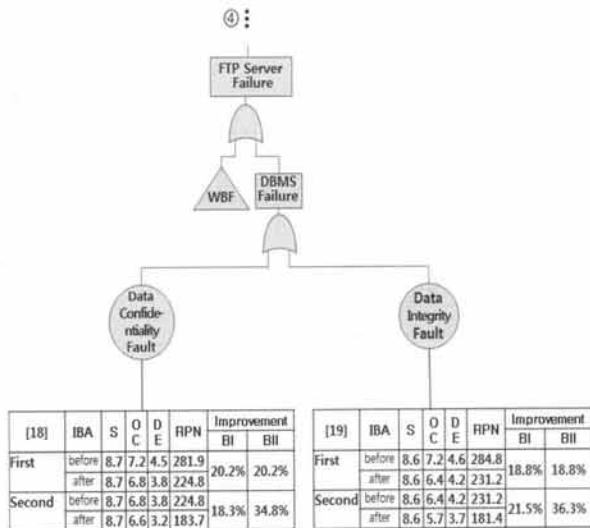 ④ ⋮
FTP Server
Failure
WBF
DBMS
Failure
Data
Confide-
ntiality
Fault
Data
Integrity
Fault
[18] IBA S OC DE RPN Improvement
BI BII
First before 8.7 7.2 4.5 281.9 20.2% 20.2%
after 8.7 6.8 3.8 224.8
Second before 8.7 6.8 3.8 224.8 18.3% 34.8%
after 8.7 6.6 3.2 183.7
[19] IBA S OC DE RPN Improvement
BI BII
First before 8.6 7.2 4.6 284.8 18.8% 18.8%
after 8.6 6.4 4.2 231.2
Second before 8.6 6.4 4.2 231.2 21.5% 36.3%
after 8.6 5.7 3.7 181.4